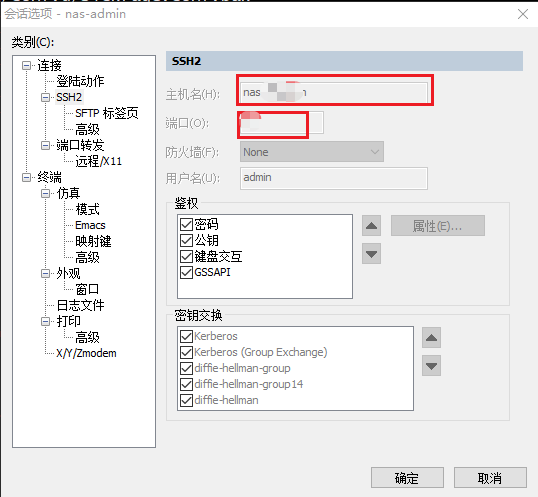 会话选项 - nas-admin
类别(C):
连接
登陆动作
SSH2
SFTP 标签页
高级
端口转发
远程/X11
终端
仿真
模式
Emacs
映射键
高级
外观
窗口
日志文件
打印
高级
X/Y/Zmodem
SSH2
主机名(H):
nas
端口(O):
防火墙(F):
None
用户名(U):
admin
鉴权
密码
公钥
键盘交互
GSSAPI
属性(E)...
密钥交换
Kerberos
Kerberos (Group Exchange)
diffie-hellman-group
diffie-hellman-group14
diffie-hellman
确定
取消